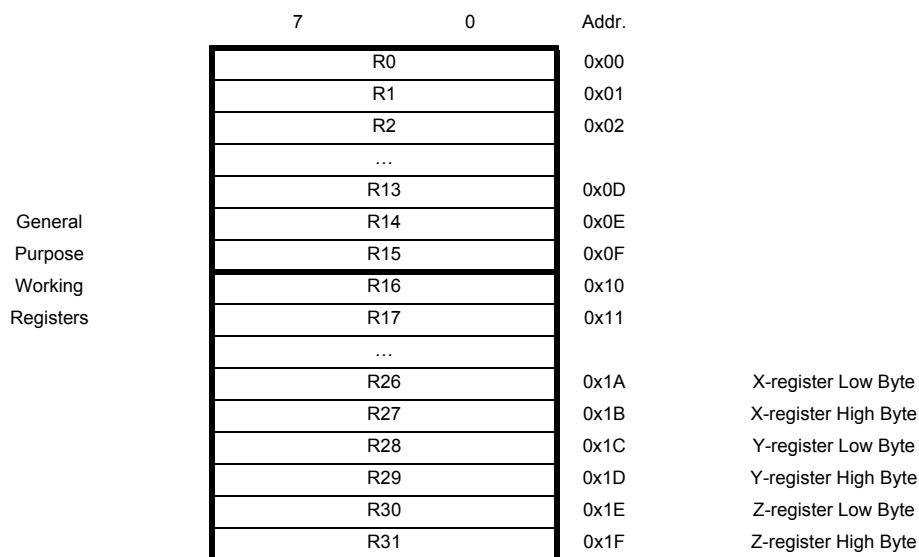 7 0 Addr.
R0 0x00
R1 0x01
R2 0x02
…
R13 0x0D
General R14 0x0E
Purpose R15 0x0F
Working R16 0x10
Registers R17 0x11
…
R26 0x1A X-register Low Byte
R27 0x1B X-register High Byte
R28 0x1C Y-register Low Byte
R29 0x1D Y-register High Byte
R30 0x1E Z-register Low Byte
R31 0x1F Z-register High Byte